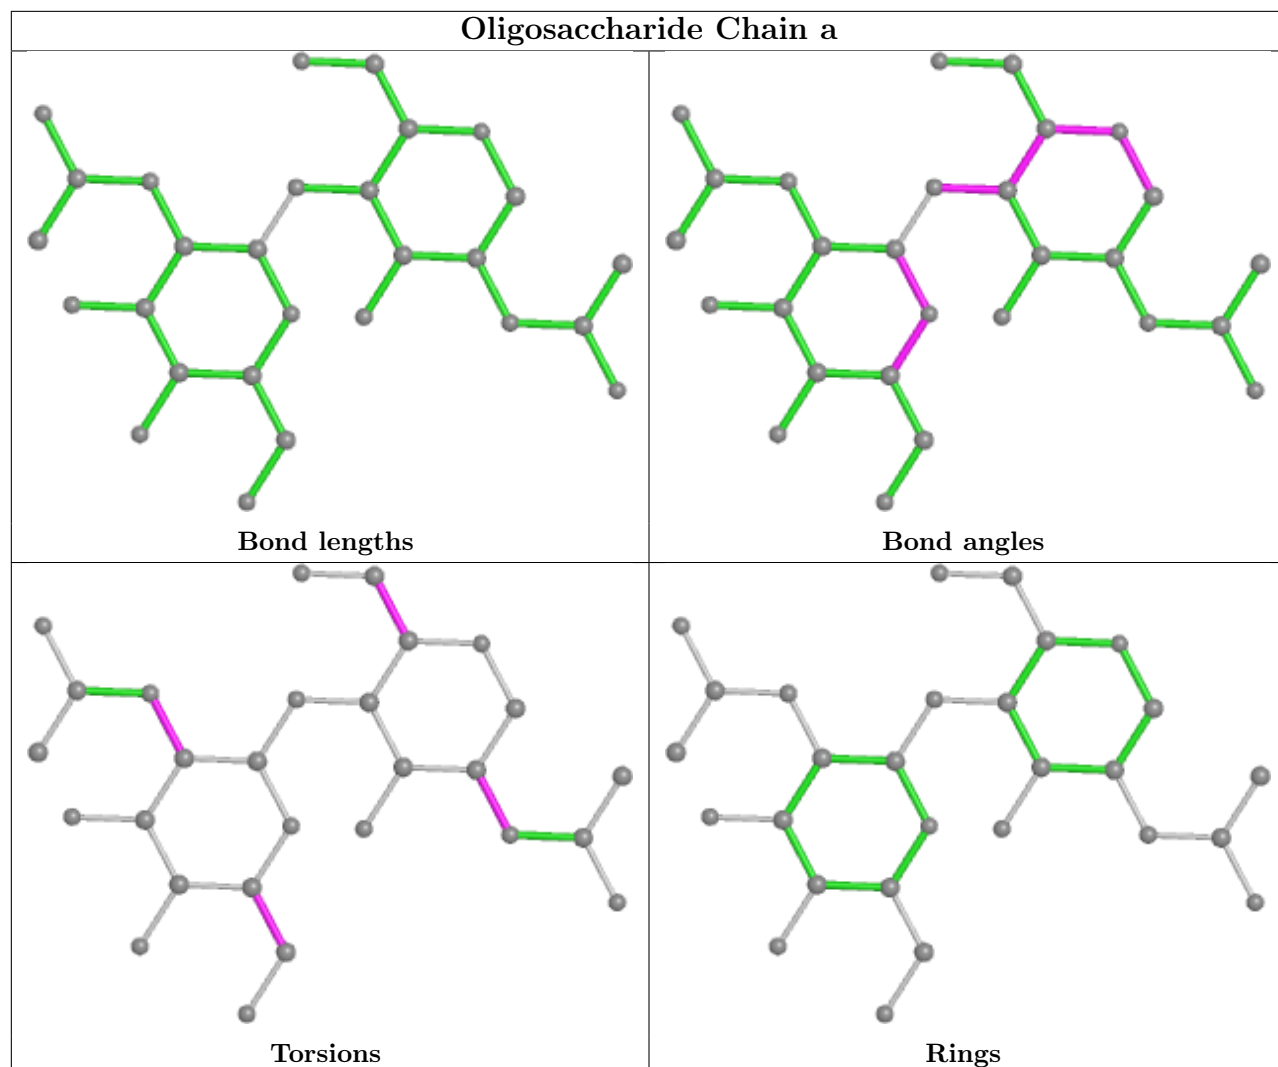 Oligosaccharide Chain a
Bond lengths
Bond angles
Torsions
Rings